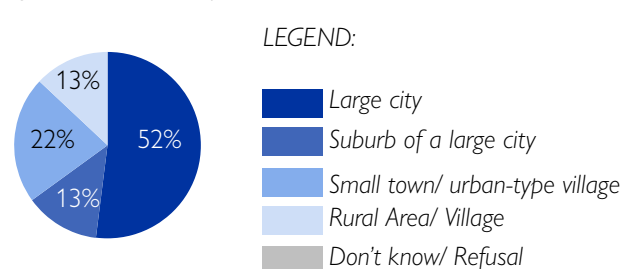 LEGEND:
13%
22%
52%
13%
Large city
Suburb of a large city
Small town/ urban-type village
Rural Area/ Village
Don't know/ Refusal